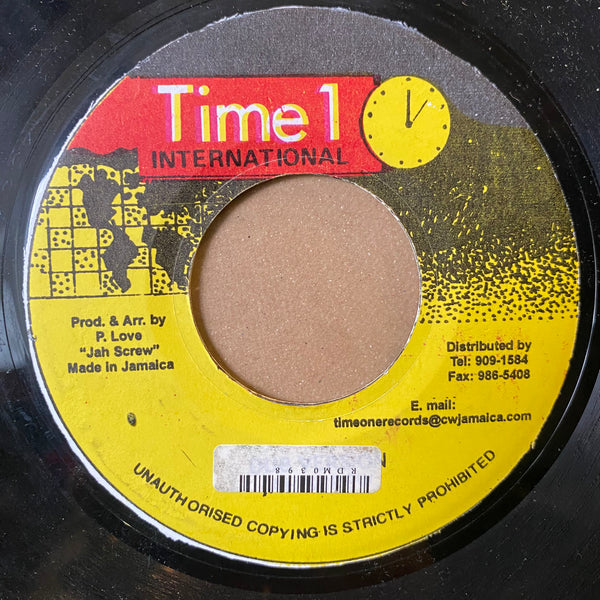 Time 1
INTERNATIONAL
Prod. & Arr. by
P. Love
"Jah Screw"
Made in Jamaica
Distributed by
Tel: 909-1584
Fax: 986-5408
E. mail:
timeonerecords@cwjamaica.com
RDM0398
UNAUTHORISED COPYING IS STRICTLY PROHIBITED